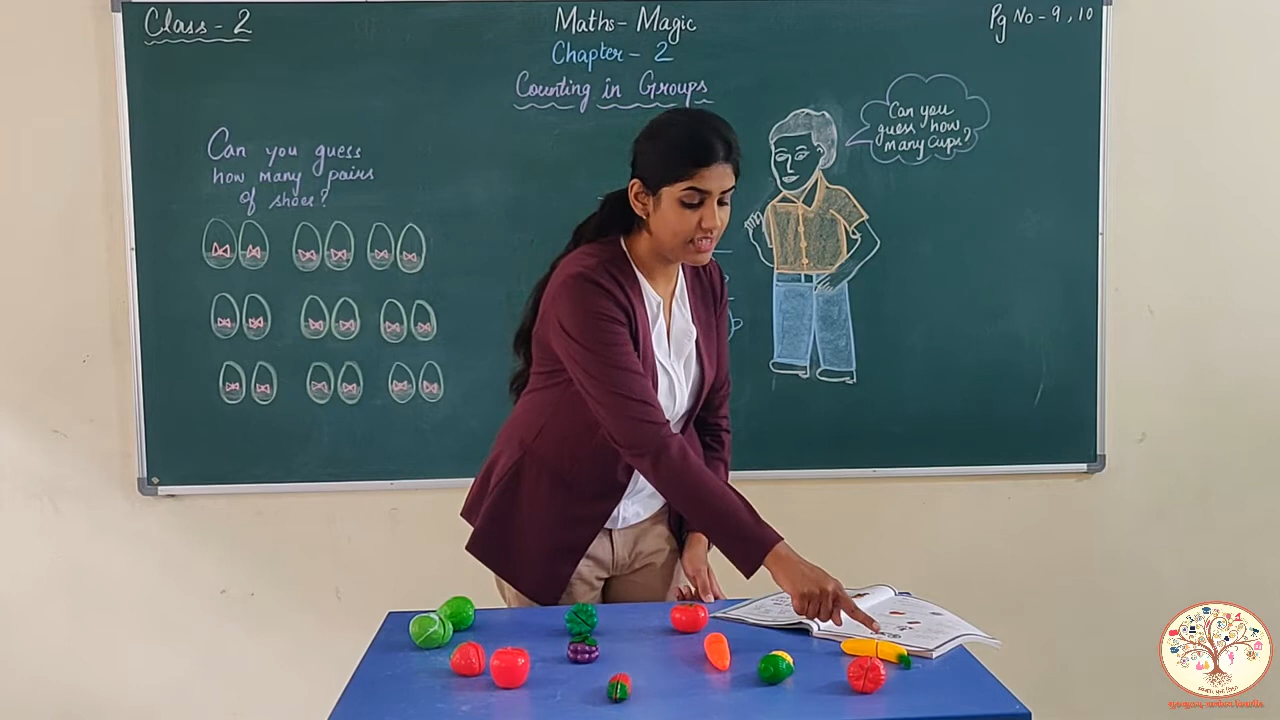 Class - 2
Maths - Magic
Pg No - 9, 10
Chapter - 2
Counting in Groups
Can you guess
how many pairs
of shoes?
Can you
guess how
many cups?